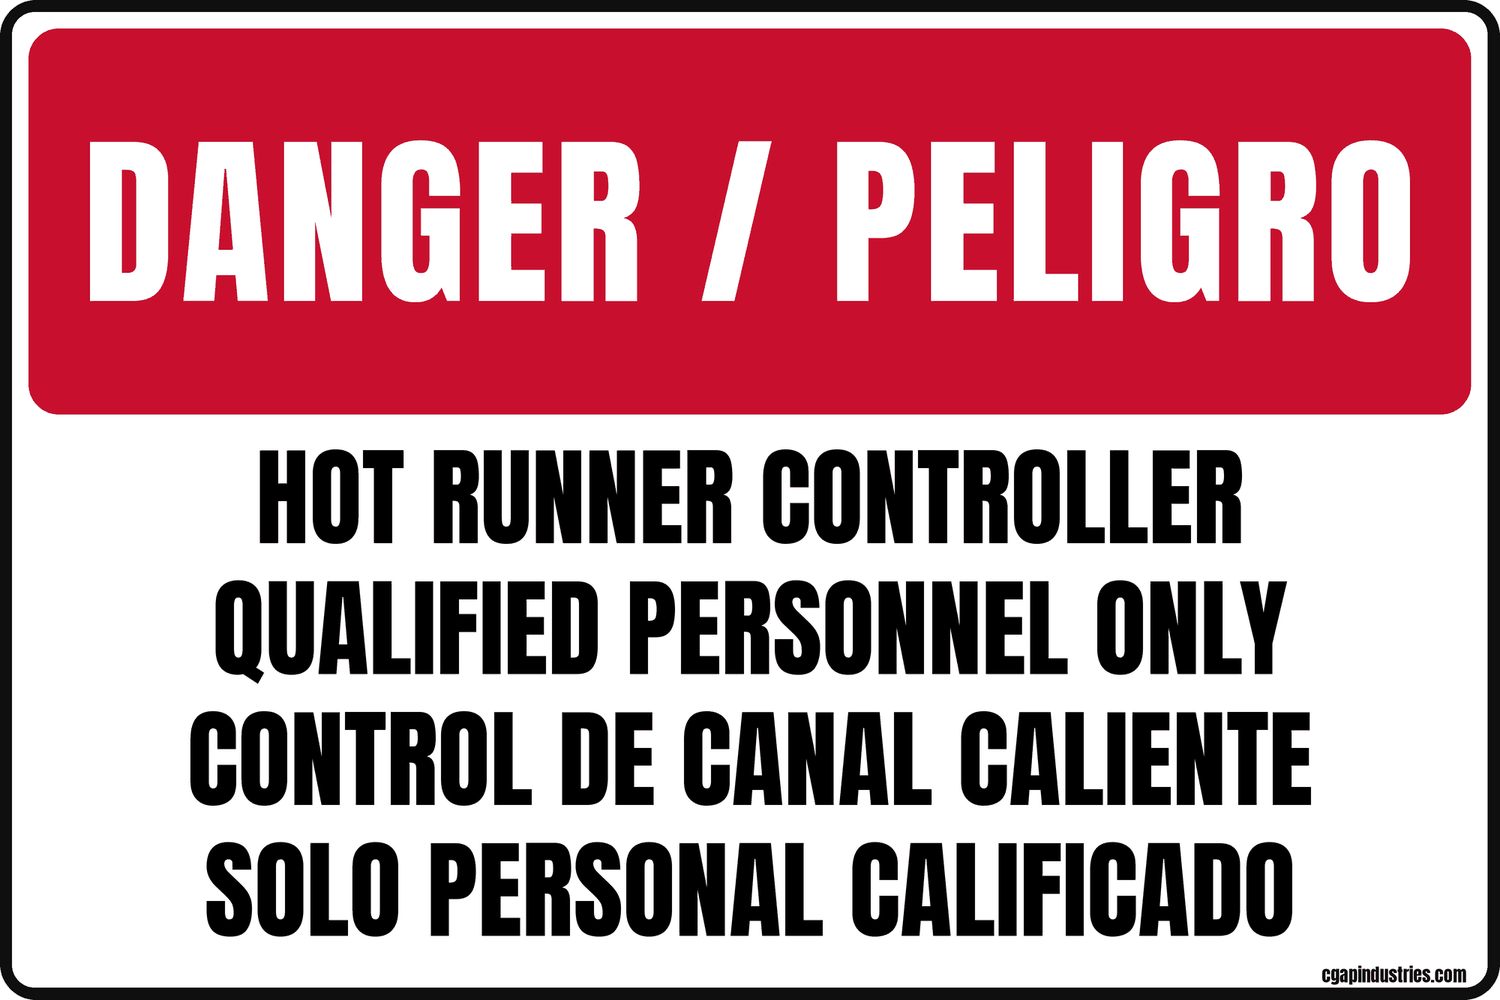 DANGER / PELIGRO
HOT RUNNER CONTROLLER
QUALIFIED PERSONNEL ONLY
CONTROL DE CANAL CALIENTE
SOLO PERSONAL CALIFICADO
cgapindustries.com